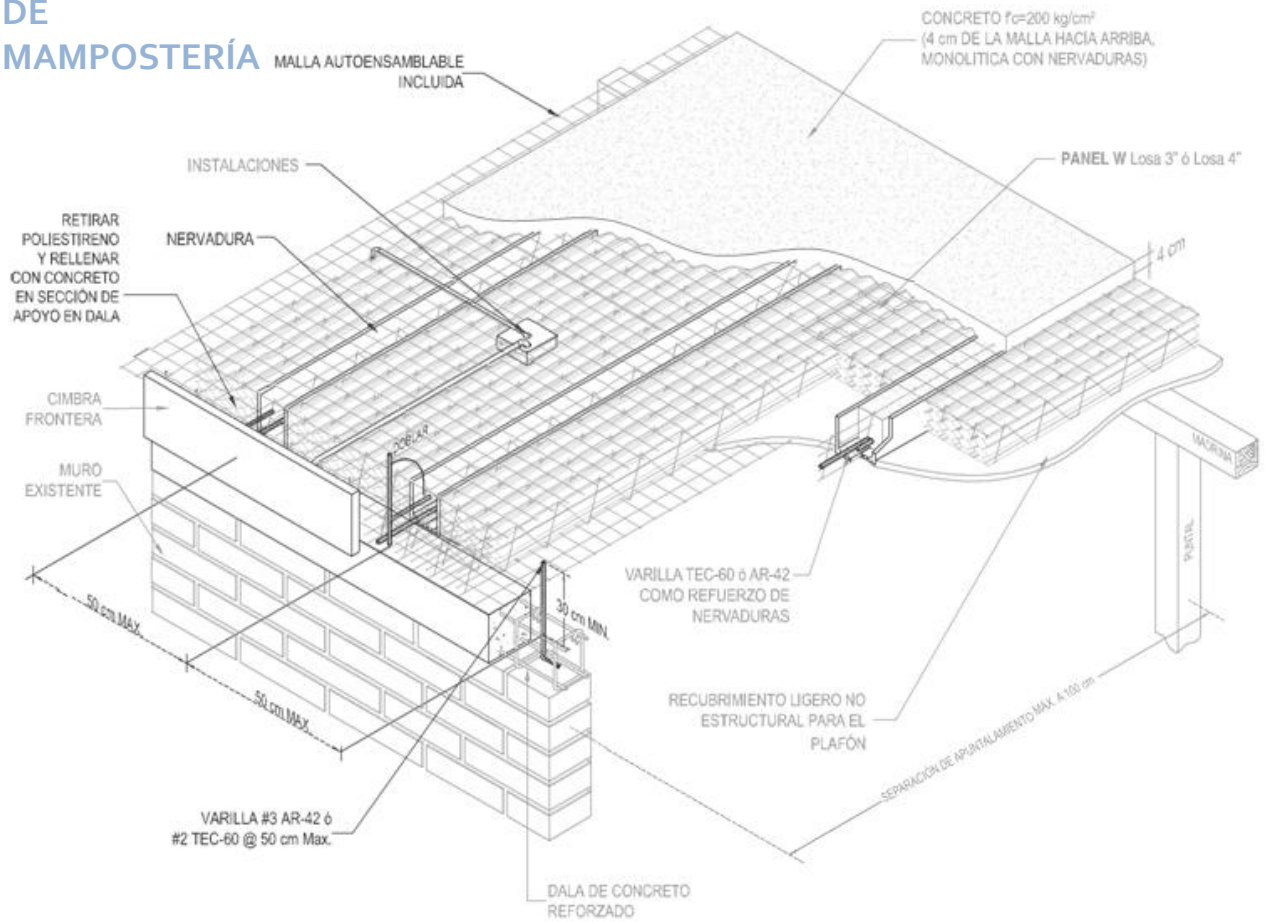 DE
MAMPOSTERÍA
MALLA AUTOENSAMBLABLE
INCLUIDA
CONCRETO f'c=200 kg/cm²
(4 cm DE LA MALLA HACIA ARRIBA,
MONOLITICA CON NERVADURAS)
INSTALACIONES
PANEL W Losa 3" ó Losa 4"
RETIRAR
POLIESTIRENO
Y RELLENAR
CON CONCRETO
EN SECCIÓN DE
APOYO EN DALA
NERVADURA
4 cm
CIMBRA
FRONTERA
DOBLAR
MADRINA
MURO
EXISTENTE
PUNTAL
VARILLA TEC-60 ó AR-42
COMO REFUERZO DE
NERVADURAS
30 cm MIN.
50 cm MAX.
50 cm MAX
RECUBRIMIENTO LIGERO NO
ESTRUCTURAL PARA EL
PLAFÓN
SEPARACIÓN DE APUNTALAMIENTO MAX. A 100 cm
VARILLA #3 AR-42 ó
#2 TEC-60 @ 50 cm Max.
DALA DE CONCRETO
REFORZADO